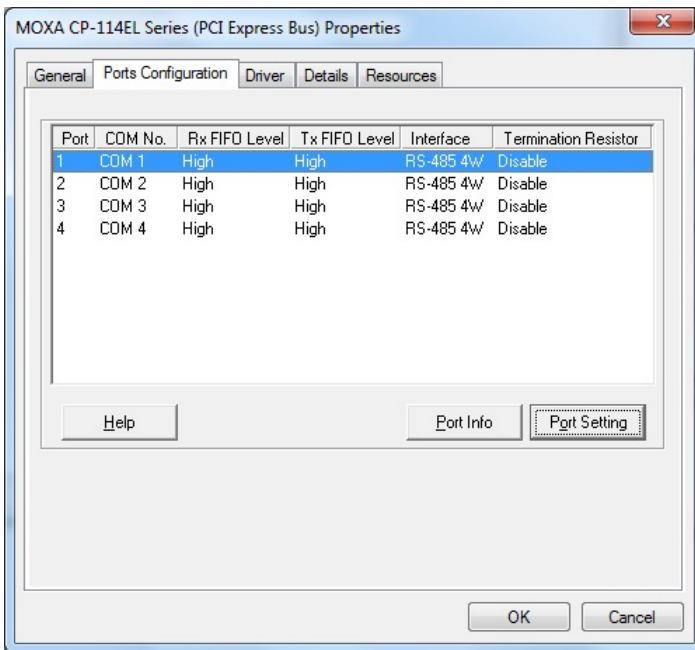 MOXA CP-114EL Series (PCI Express Bus) Properties
General Ports Configuration Driver Details Resources
Port COM No. Rx FIFO Level Tx FIFO Level Interface Termination Resistor
1 COM 1 High High RS-485 4W Disable
2 COM 2 High High RS-485 4W Disable
3 COM 3 High High RS-485 4W Disable
4 COM 4 High High RS-485 4W Disable
Help Port Info Port Setting
OK Cancel